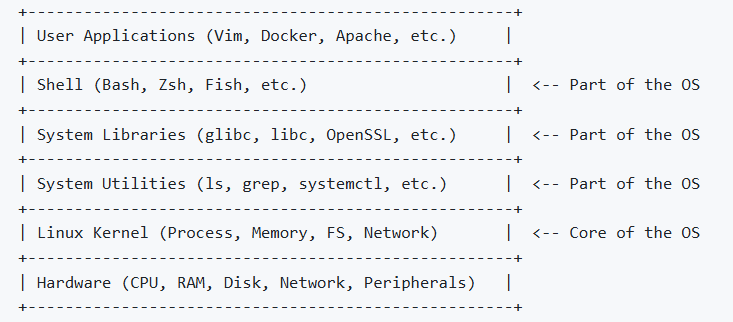 +-----------------------------------------------------+
| User Applications (Vim, Docker, Apache, etc.)     |
+-----------------------------------------------------+
| Shell (Bash, Zsh, Fish, etc.)                     |  <-- Part of the OS
+-----------------------------------------------------+
| System Libraries (glibc, libc, OpenSSL, etc.)     |  <-- Part of the OS
+-----------------------------------------------------+
| System Utilities (ls, grep, systemctl, etc.)      |  <-- Part of the OS
+-----------------------------------------------------+
| Linux Kernel (Process, Memory, FS, Network)       |  <-- Core of the OS
+-----------------------------------------------------+
| Hardware (CPU, RAM, Disk, Network, Peripherals)   |
+-----------------------------------------------------+